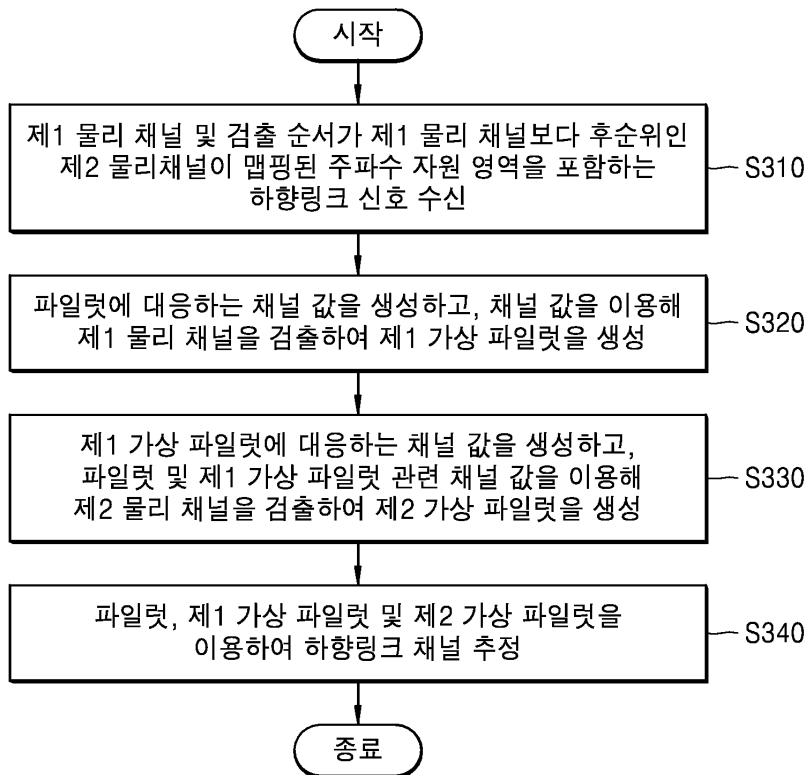 시작
제1 물리 채널 및 검출 순서가 제1 물리 채널보다 후순위인
제2 물리채널이 맵핑된 주파수 자원 영역을 포함하는
하향링크 신호 수신
S310
파일럿에 대응하는 채널 값을 생성하고, 채널 값을 이용해
제1 물리 채널을 검출하여 제1 가상 파일럿을 생성
S320
제1 가상 파일럿에 대응하는 채널 값을 생성하고,
파일럿 및 제1 가상 파일럿 관련 채널 값을 이용해
제2 물리 채널을 검출하여 제2 가상 파일럿을 생성
S330
파일럿, 제1 가상 파일럿 및 제2 가상 파일럿을
이용하여 하향링크 채널 추정
S340
종료